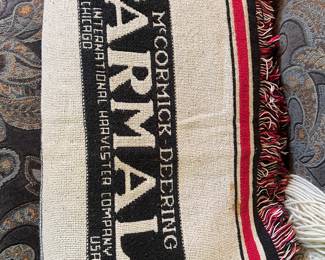 McCORMICK-DEERING
ARMAL
INTERNATIONAL HARVESTER COMPANY
CHICAGO USA